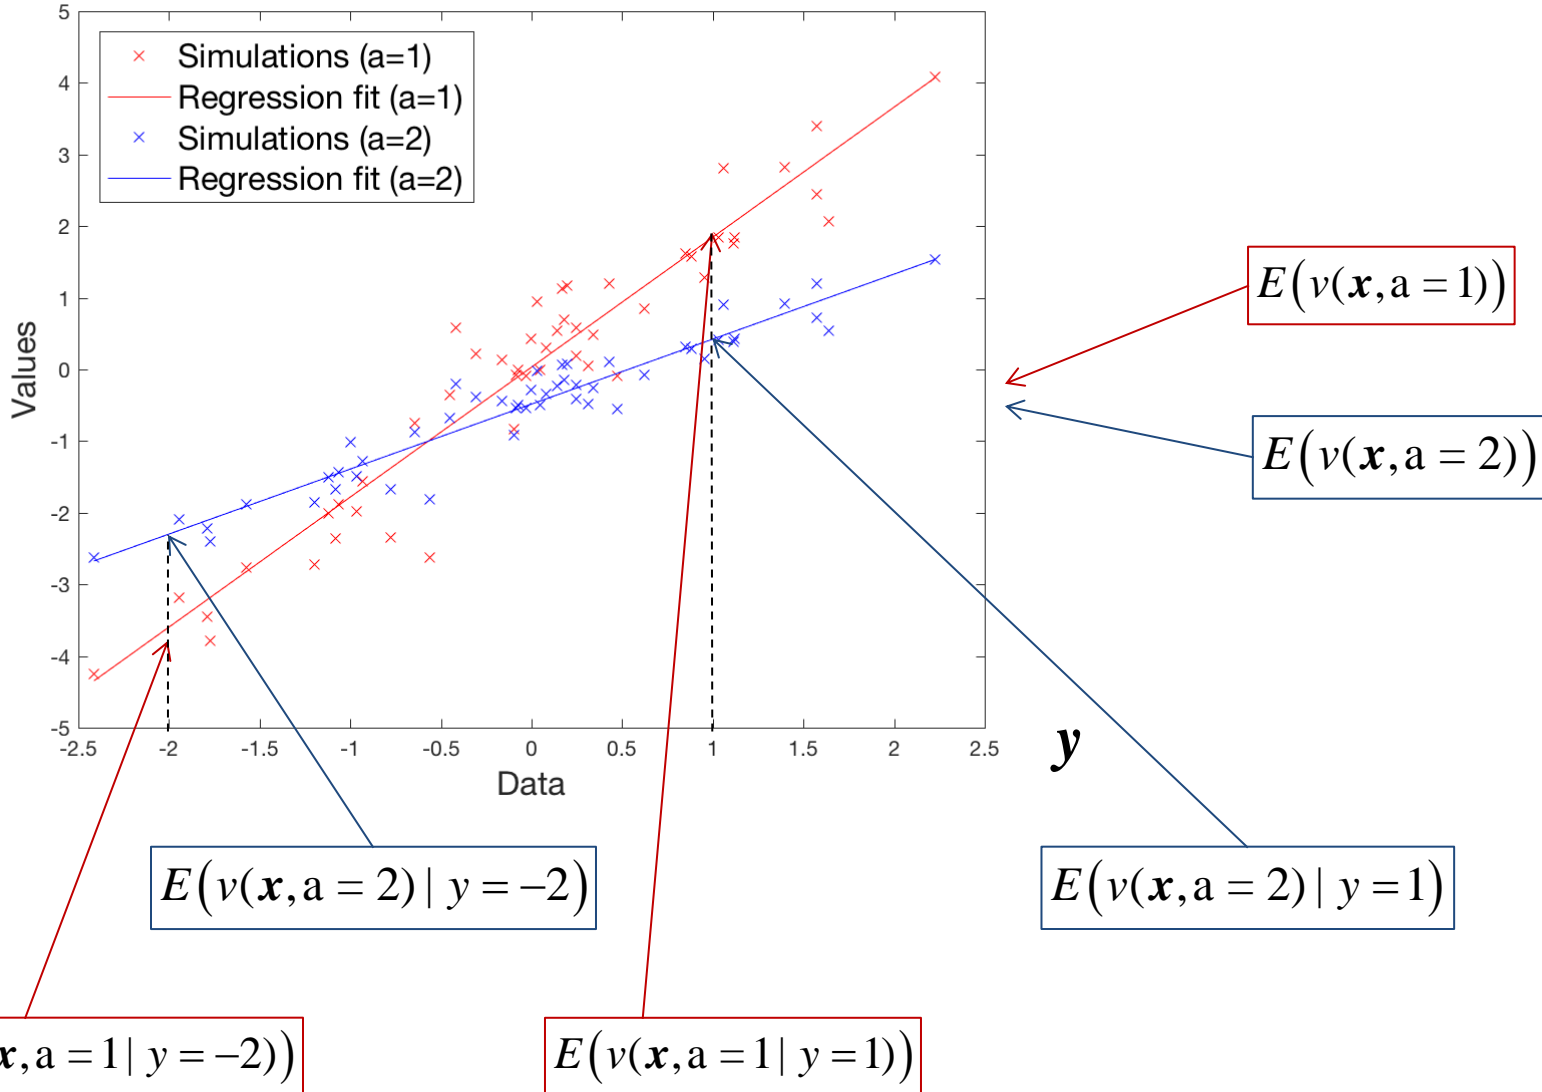 5
4
3
2
1
0
-1
-2
-3
-4
-5
Values
Simulations (a=1)
Regression fit (a=1)
Simulations (a=2)
Regression fit (a=2)
-2.5 -2 -1.5 -1 -0.5 0 0.5 1 1.5 2 2.5
Data
y
E(v(x,a = 1))
E(v(x,a = 2))
E(v(x,a = 2) | y = −2)
E(v(x,a = 2) | y = 1)
x,a = 1 | y = −2))
E(v(x,a = 1 | y = 1))